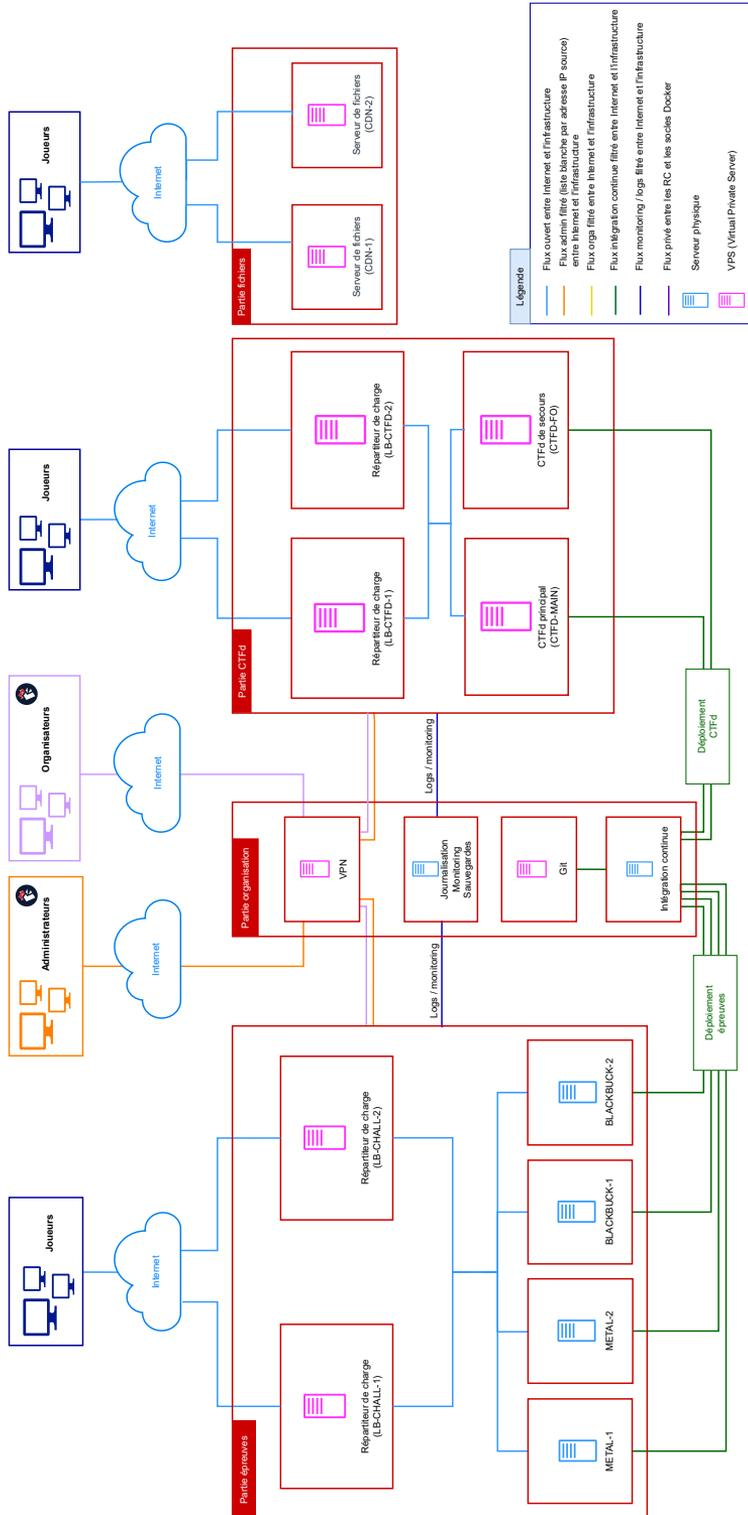 Joueurs
Administrateurs
Organisateurs
Joueurs
Joueurs
Internet
Internet
Internet
Internet
Internet
Partie épreuves
Répartiteur de charge
(LB-CHALL-1)
Répartiteur de charge
(LB-CHALL-2)
METAL-1
METAL-2
BLACKBUCK-1
BLACKBUCK-2
Logs / monitoring
Partie organisation
VPN
Journalisation
Monitoring
Sauvegardes
Git
Intégration continue
Logs / monitoring
Déploiement
épreuves
Déploiement
CTFd
Partie CTFd
Répartiteur de charge
(LB-CTFD-1)
Répartiteur de charge
(LB-CTFD-2)
CTFd principal
(CTFD-MAIN)
CTFd de secours
(CTFD-FO)
Partie fichiers
Serveur de fichiers
(CDN-1)
Serveur de fichiers
(CDN-2)
Légende
Flux ouvert entre Internet et l'infrastructure
Flux admin filtré (liste blanche par adresse IP source)
entre Internet et l'infrastructure
Flux orga filtré entre Internet et l'infrastructure
Flux intégration continue filtré entre Internet et l'infrastructure
Flux monitoring / logs filtré entre Internet et l'infrastructure
Flux privé entre les RC et les socles Docker
Serveur physique
VPS (Virtual Private Server)